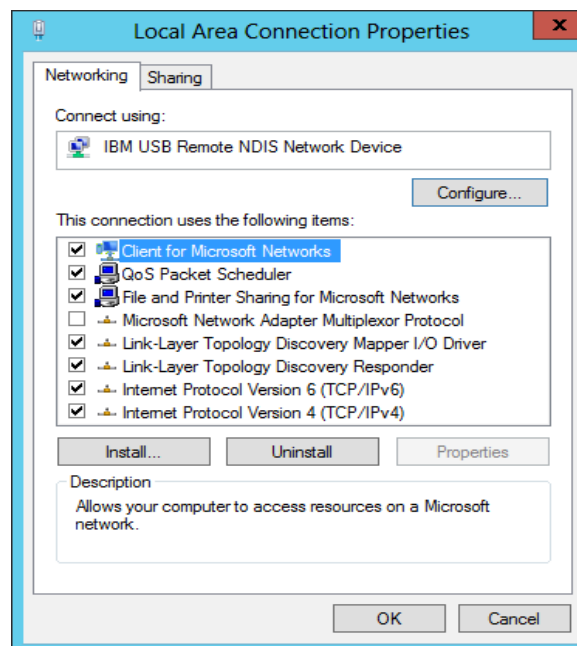 Local Area Connection Properties
x
Networking
Sharing
Connect using:
IBM USB Remote NDIS Network Device
Configure...
This connection uses the following items:
Client for Microsoft Networks
QoS Packet Scheduler
File and Printer Sharing for Microsoft Networks
Microsoft Network Adapter Multiplexor Protocol
Link-Layer Topology Discovery Mapper I/O Driver
Link-Layer Topology Discovery Responder
Internet Protocol Version 6 (TCP/IPv6)
Internet Protocol Version 4 (TCP/IPv4)
Install...
Uninstall
Properties
Description
Allows your computer to access resources on a Microsoft
network.
OK
Cancel